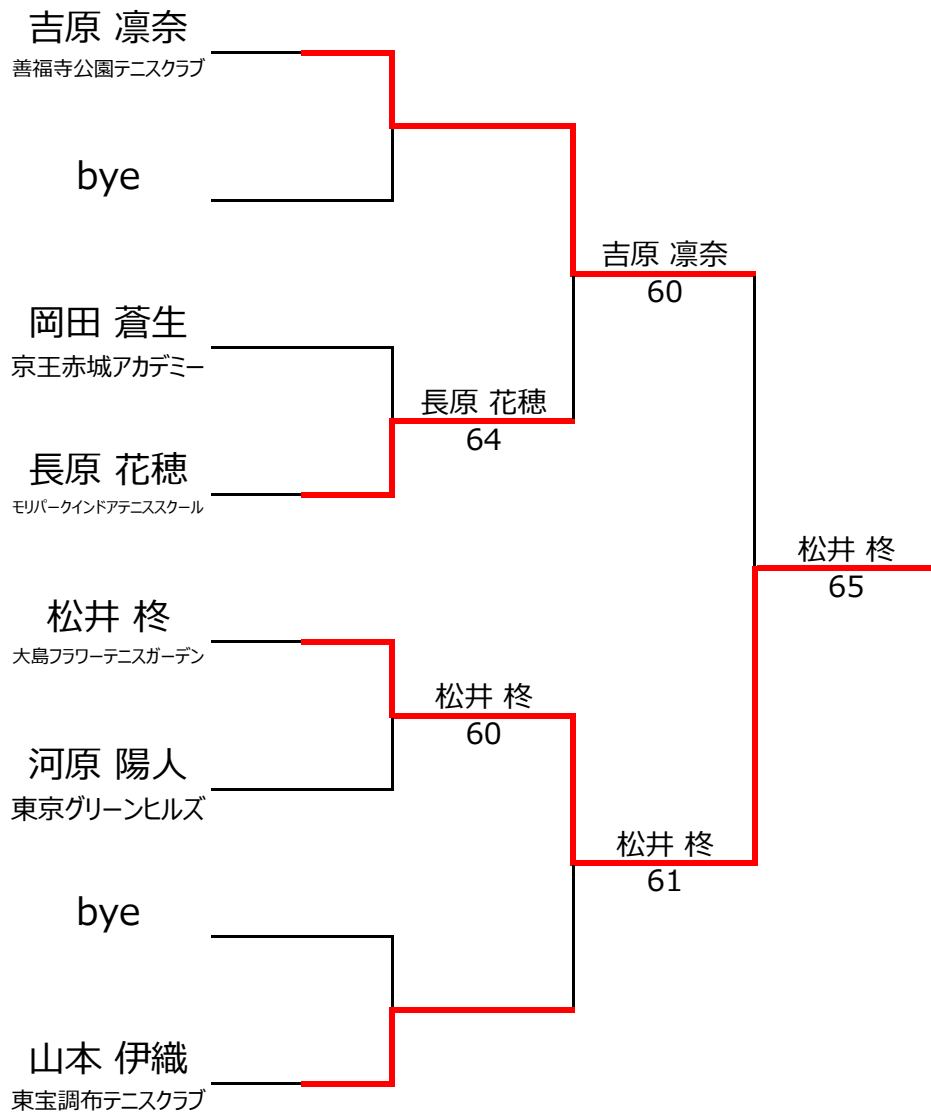 吉原 凛奈
善福寺公園テニスクラブ
bye
岡田 蒼生
京王赤城アカデミー
長原 花穂
モリパークインドアテニススクール
松井 柊
大島フラワーテニスガーデン
河原 陽人
東京グリーンヒルズ
bye
山本 伊織
東宝調布テニスクラブ
長原 花穂
64
松井 柊
60
吉原 凛奈
60
松井 柊
61
松井 柊
65